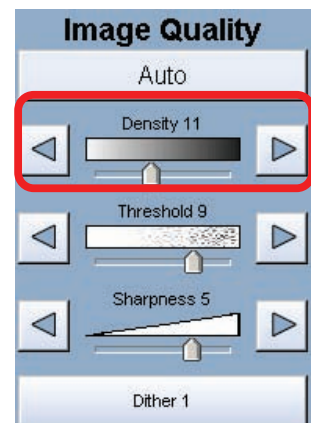 Image Quality
Auto
Density 11
Threshold 9
Sharpness 5
Dither 1